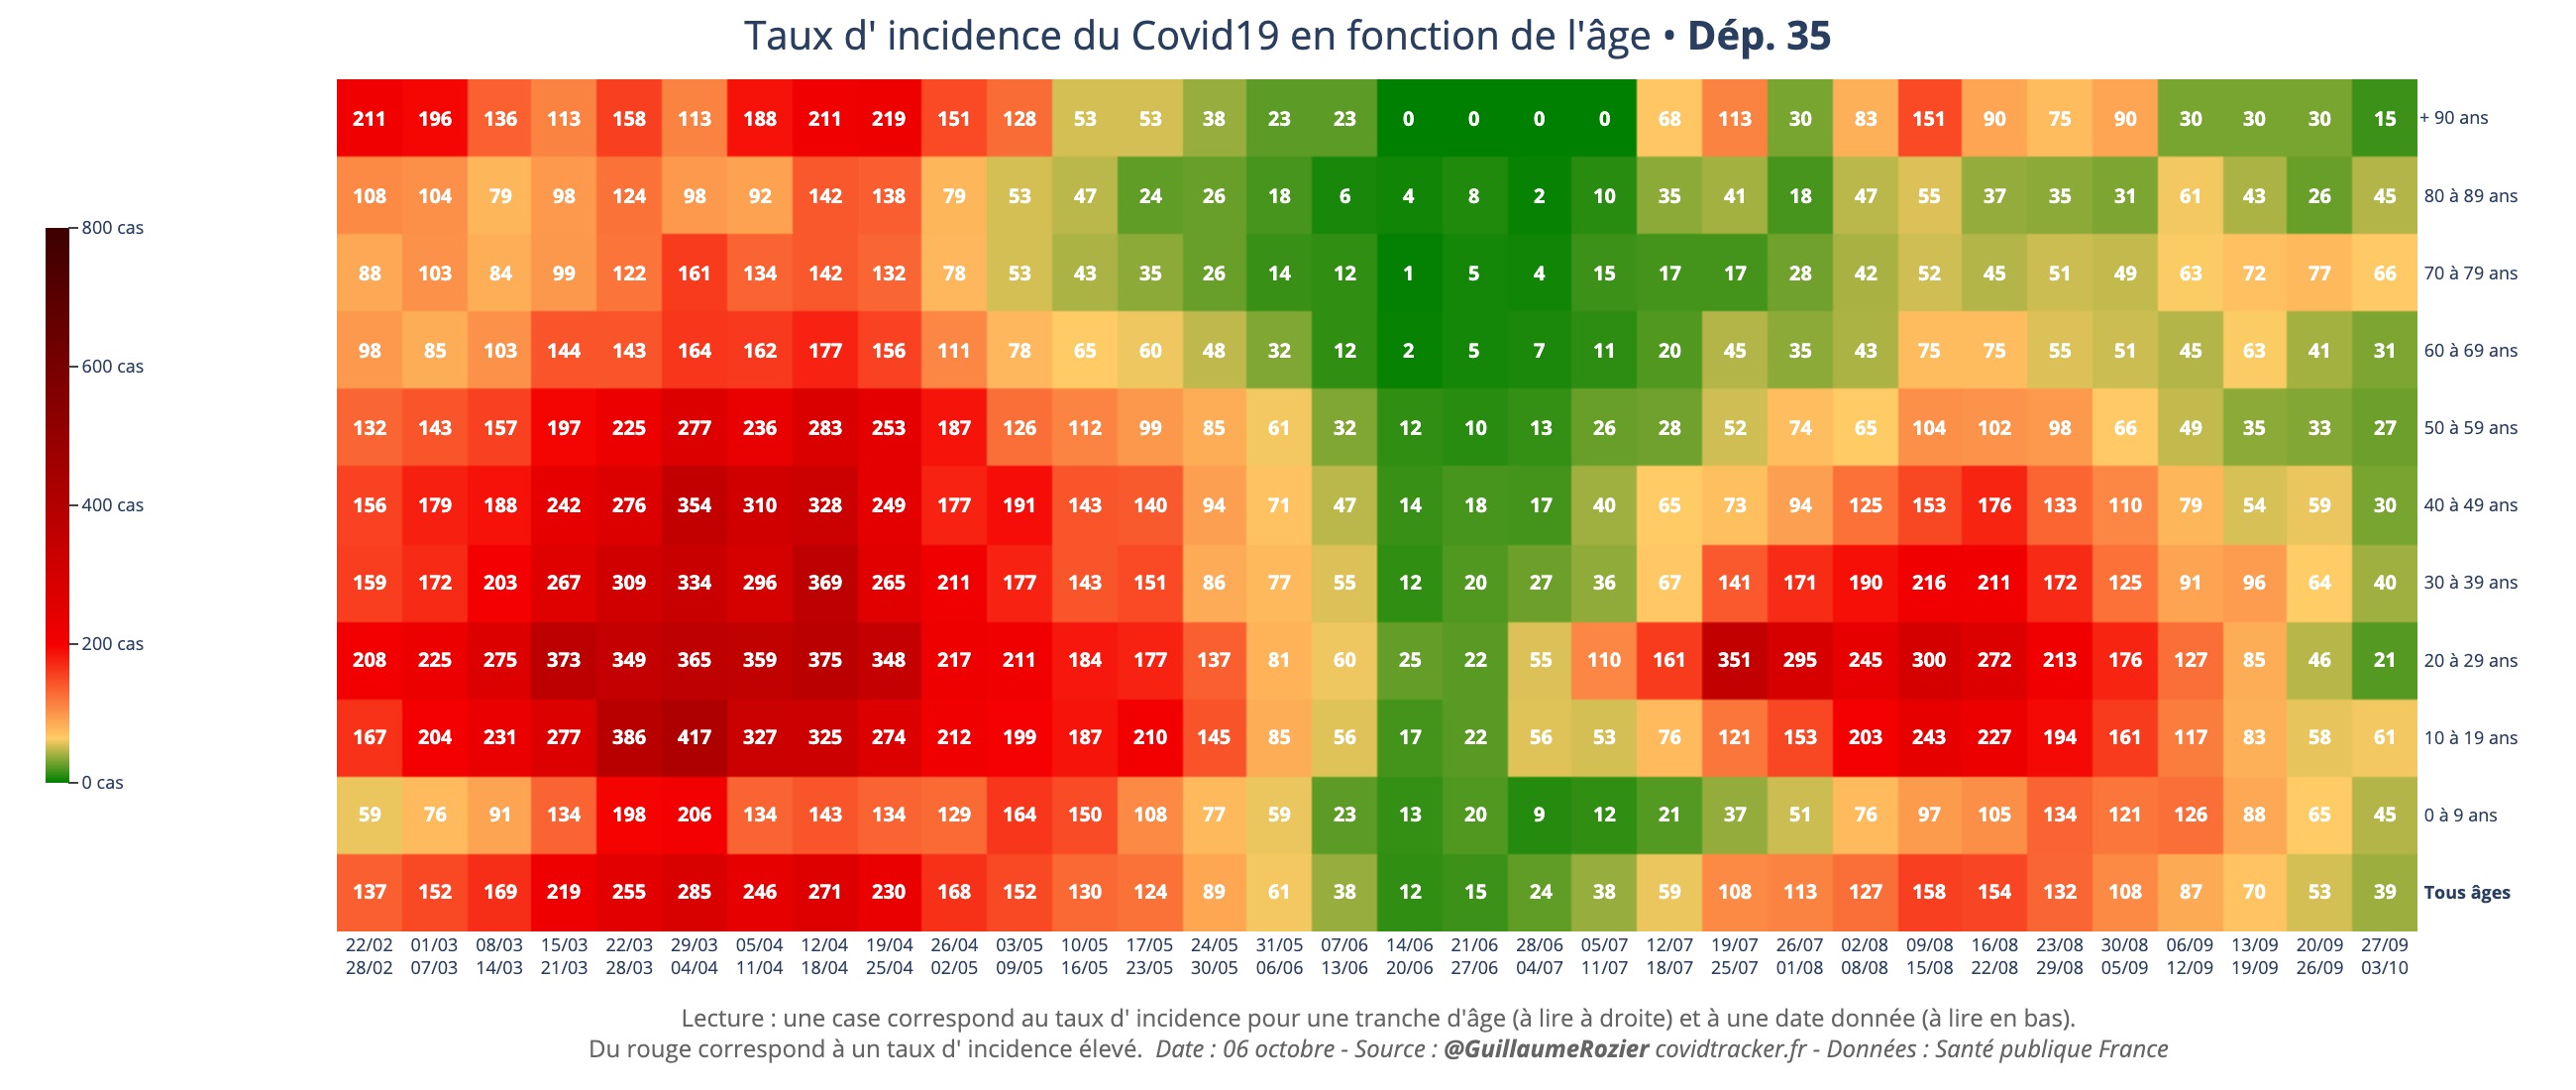 Taux d' incidence du Covid19 en fonction de l'âge • Dép. 35
800 cas
600 cas
400 cas
200 cas
0 cas
211 196 136 113 158 113 188 211 219 151 128 53 53 38 23 23 0 0 0 0 68 113 30 83 151 90 75 90 30 30 30 15 + 90 ans
108 104 79 98 124 98 92 142 138 79 53 47 24 26 18 6 4 8 2 10 35 41 18 47 55 37 35 31 61 43 26 45 80 à 89 ans
88 103 84 99 122 161 134 142 132 78 53 43 35 26 14 12 1 5 4 15 17 17 28 42 52 45 51 49 63 72 77 66 70 à 79 ans
98 85 103 144 143 164 162 177 156 111 78 65 60 48 32 12 2 5 7 11 20 45 35 43 75 75 55 51 45 63 41 31 60 à 69 ans
132 143 157 197 225 277 236 283 253 187 126 112 99 85 61 32 12 10 13 26 28 52 74 65 104 102 98 66 49 35 33 27 50 à 59 ans
156 179 188 242 276 354 310 328 249 177 191 143 140 94 71 47 14 18 17 40 65 73 94 125 153 176 133 110 79 54 59 30 40 à 49 ans
159 172 203 267 309 334 296 369 265 211 177 143 151 86 77 55 12 20 27 36 67 141 171 190 216 211 172 125 91 96 64 40 30 à 39 ans
208 225 275 373 349 365 359 375 348 217 211 184 177 137 81 60 25 22 55 110 161 351 295 245 300 272 213 176 127 85 46 21 20 à 29 ans
167 204 231 277 386 417 327 325 274 212 199 187 210 145 85 56 17 22 56 53 76 121 153 203 243 227 194 161 117 83 58 61 10 à 19 ans
59 76 91 134 198 206 134 143 134 129 164 150 108 77 59 23 13 20 9 12 21 37 51 76 97 105 134 121 126 88 65 45 0 à 9 ans
137 152 169 219 255 285 246 271 230 168 152 130 124 89 61 38 12 15 24 38 59 108 113 127 158 154 132 108 87 70 53 39 Tous âges
22/02 01/03 08/03 15/03 22/03 29/03 05/04 12/04 19/04 26/04 03/05 10/05 17/05 24/05 31/05 07/06 14/06 21/06 28/06 05/07 12/07 19/07 26/07 02/08 09/08 16/08 23/08 30/08 06/09 13/09 20/09 27/09
28/02 07/03 14/03 21/03 28/03 04/04 11/04 18/04 25/04 02/05 09/05 16/05 23/05 30/05 06/06 13/06 20/06 27/06 04/07 11/07 18/07 25/07 01/08 08/08 15/08 22/08 29/08 05/09 12/09 19/09 26/09 03/10
Lecture : une case correspond au taux d' incidence pour une tranche d'âge (à lire à droite) et à une date donnée (à lire en bas).
Du rouge correspond à un taux d' incidence élevé. Date : 06 octobre - Source : @GuillaumeRozier covidtracker.fr - Données : Santé publique France